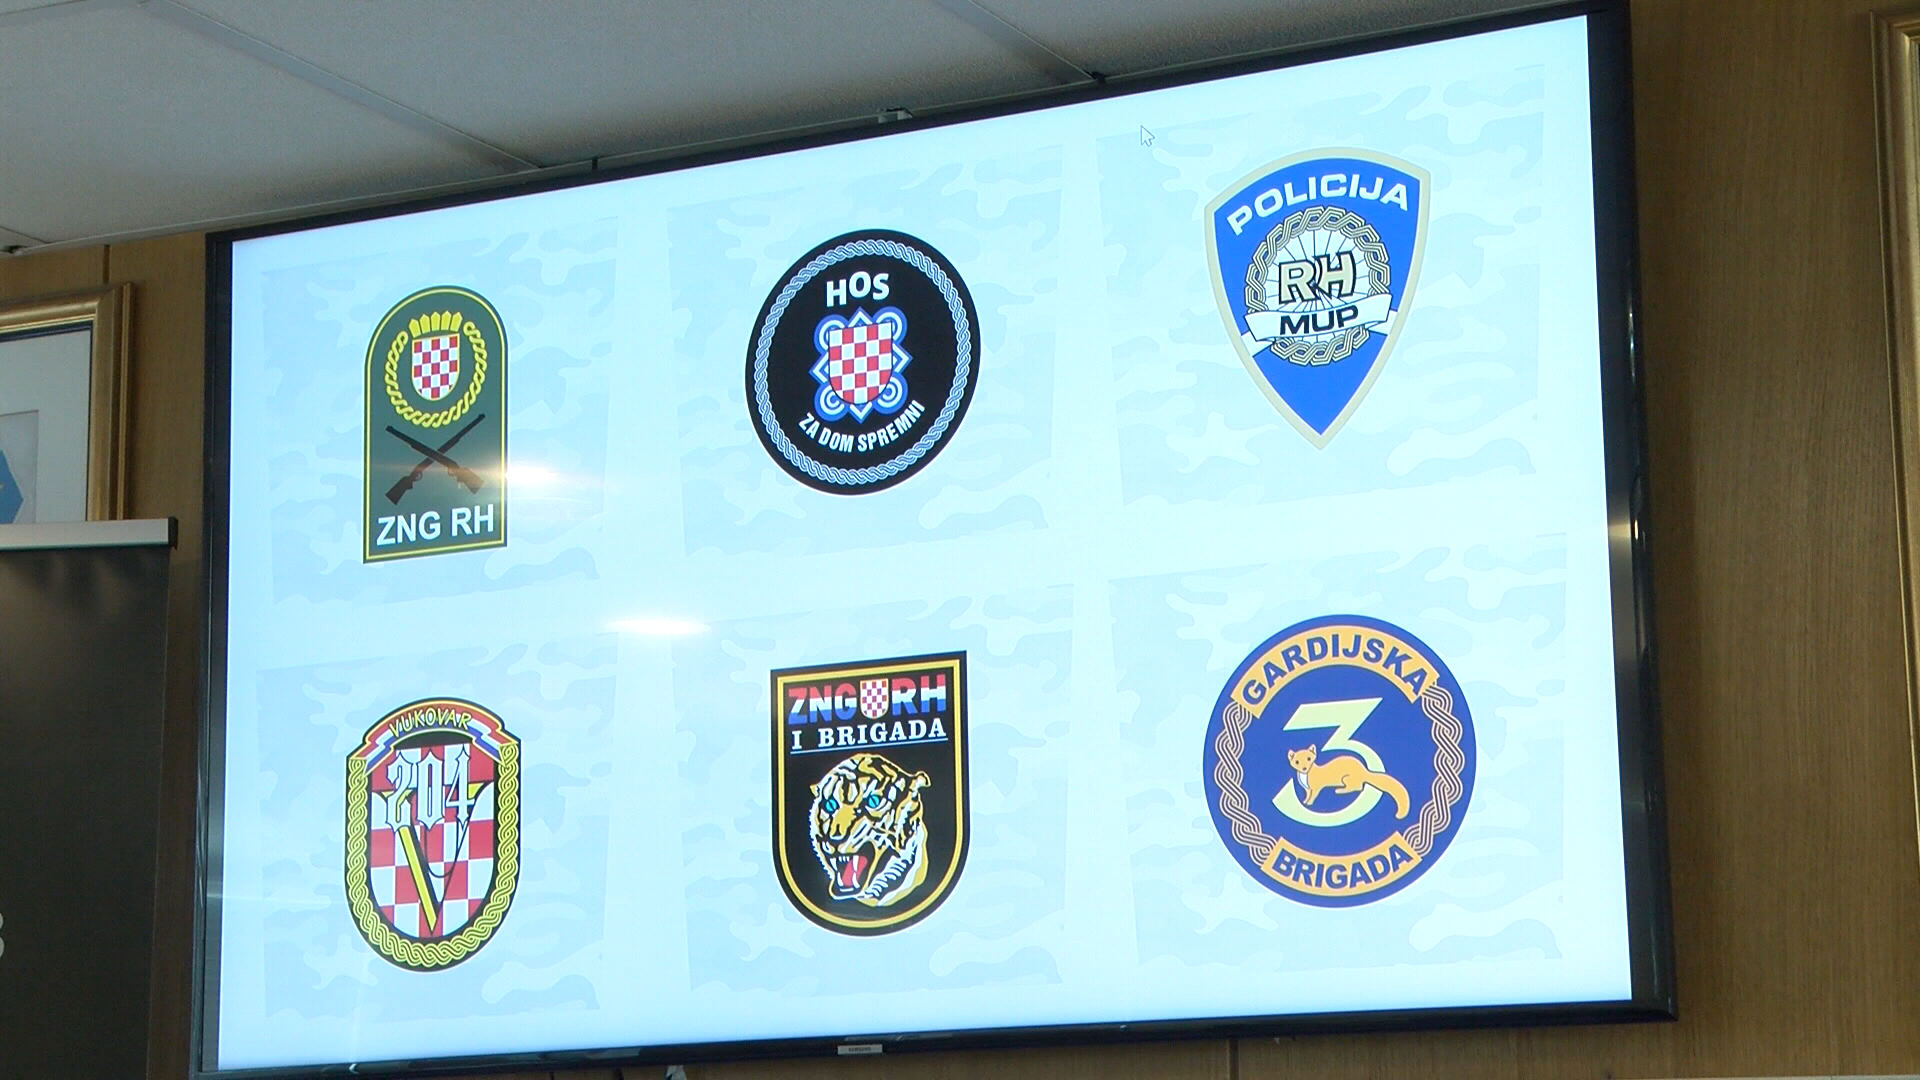 ZNG RH
HOS
ZA DOM SPREMNI
POLICIJA
RH
MUP
VUKOVAR
204
ZNG RH
I BRIGADA
GARDIJSKA
3
BRIGADA